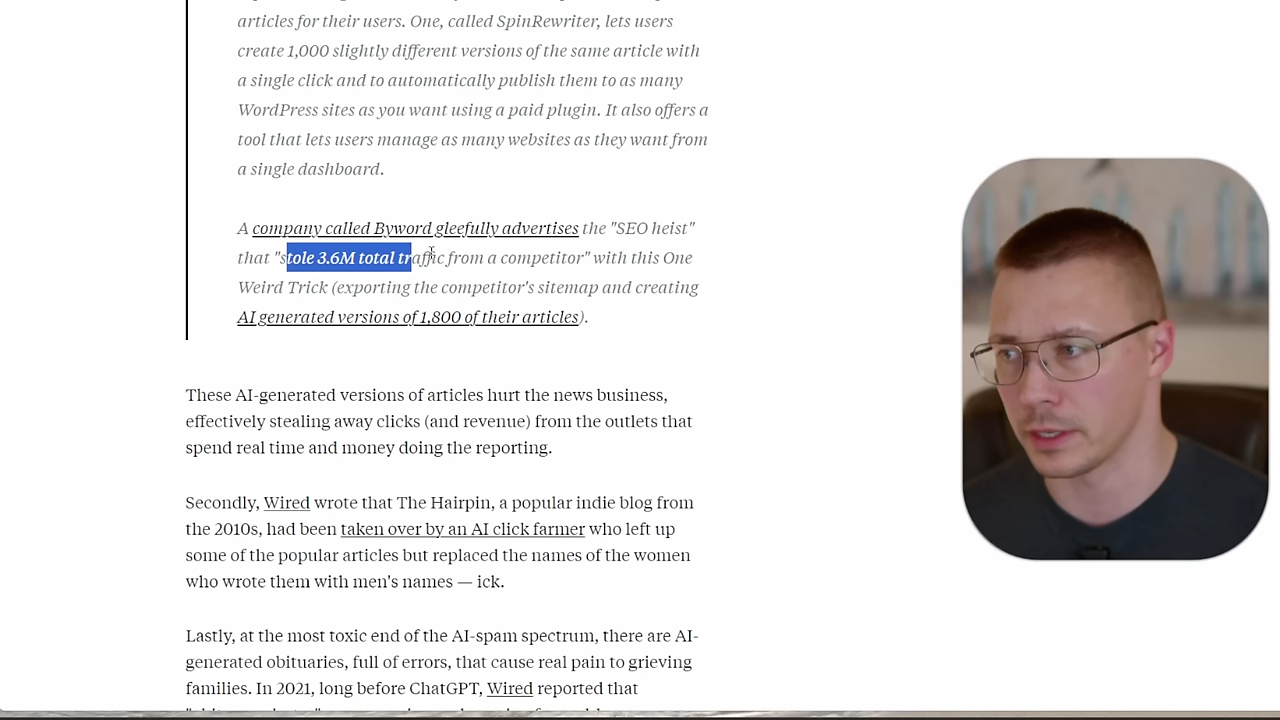 articles for their users. One, called SpinRewriter, lets users
create 1,000 slightly different versions of the same article with
a single click and to automatically publish them to as many
WordPress sites as you want using a paid plugin. It also offers a
tool that lets users manage as many websites as they want from
a single dashboard.
A company called Byword gleefully advertises the "SEO heist"
that "stole 3.6M total traffic from a competitor" with this One
Weird Trick (exporting the competitor's sitemap and creating
AI generated versions of 1,800 of their articles).
These AI-generated versions of articles hurt the news business,
effectively stealing away clicks (and revenue) from the outlets that
spend real time and money doing the reporting.
Secondly, Wired wrote that The Hairpin, a popular indie blog from
the 2010s, had been taken over by an AI click farmer who left up
some of the popular articles but replaced the names of the women
who wrote them with men's names — ick.
Lastly, at the most toxic end of the AI-spam spectrum, there are AI-
generated obituaries, full of errors, that cause real pain to grieving
families. In 2021, long before ChatGPT, Wired reported that